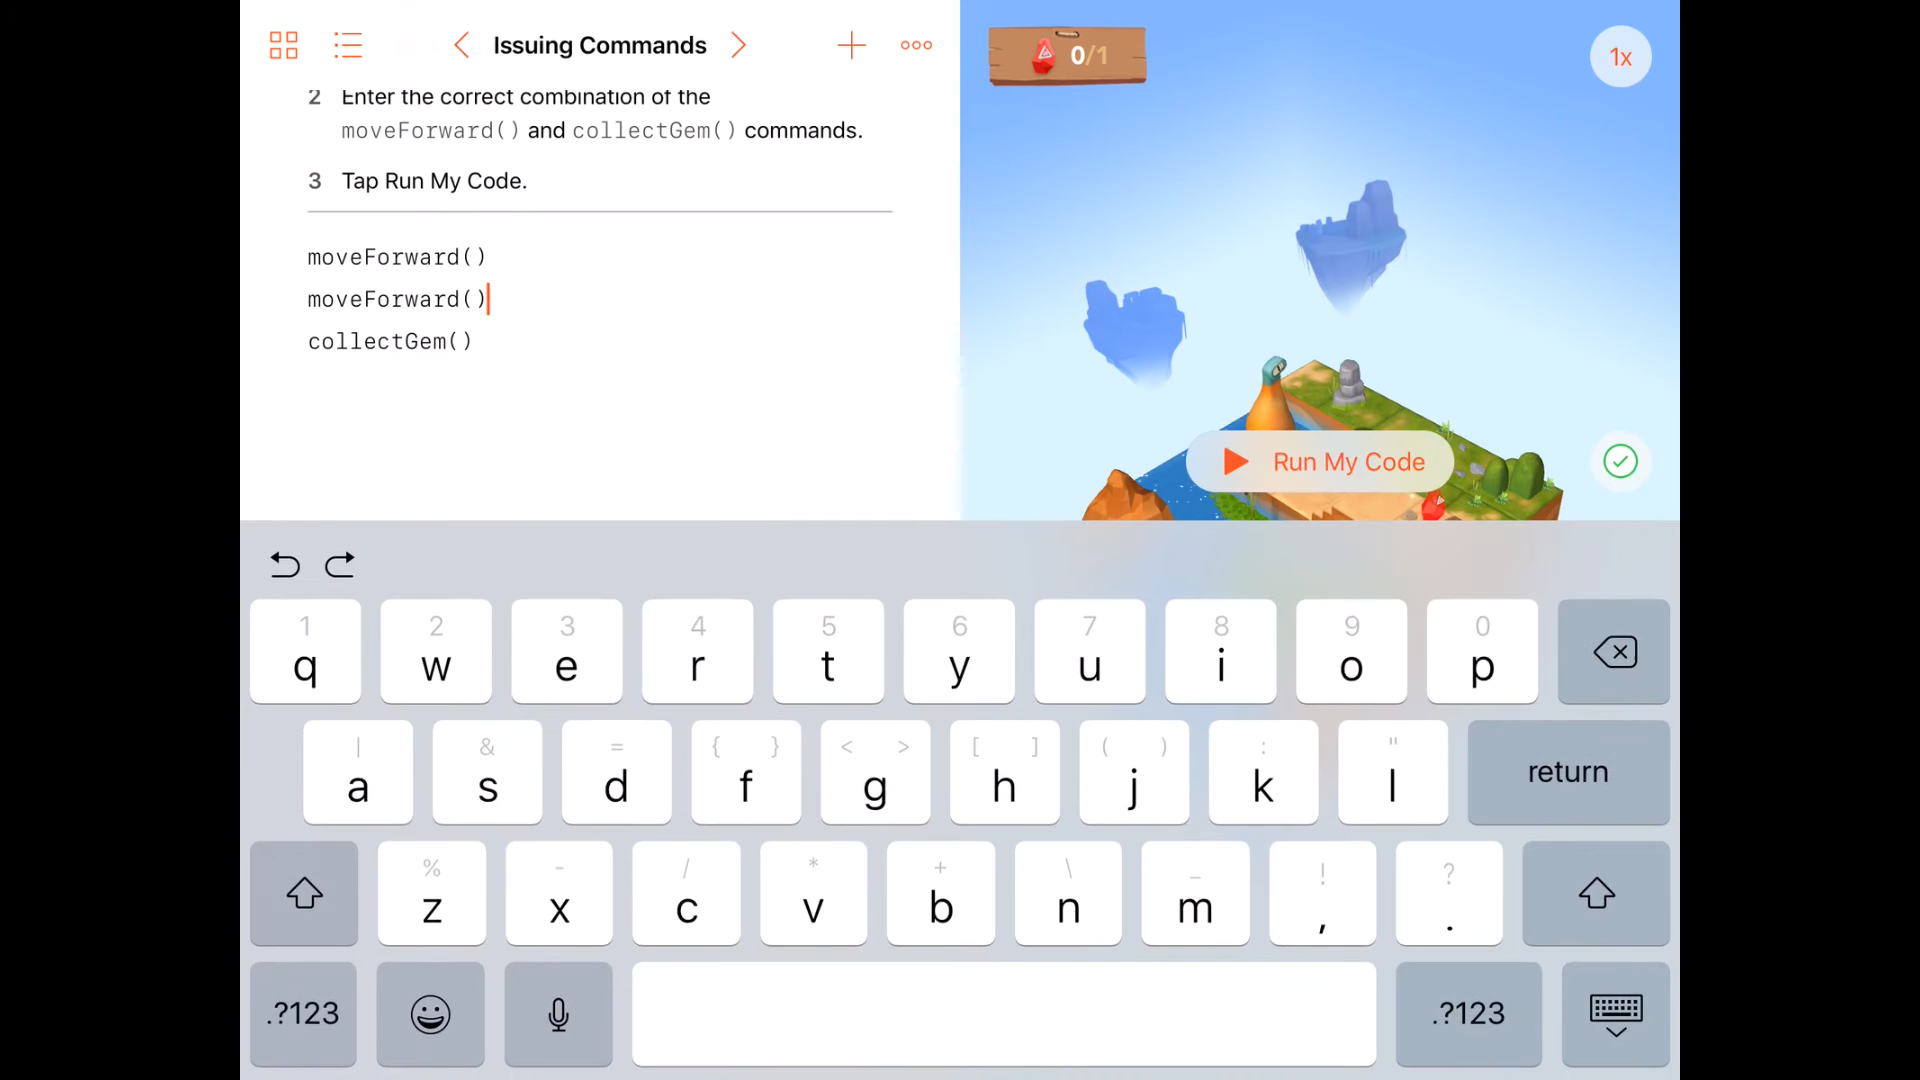 Issuing Commands
0/1
1x
2 Enter the correct combination of the
moveForward() and collectGem() commands.
3 Tap Run My Code.
moveForward()
moveForward()
collectGem()
Run My Code
1 2 3 4 5 6 7 8 9 0
q w e r t y u i o p
| & = { } < > [ ] ( ) : "
a s d f g h j k l return
% - / * + \ _ ! ?
z x c v b n m , .
.?123 .?123